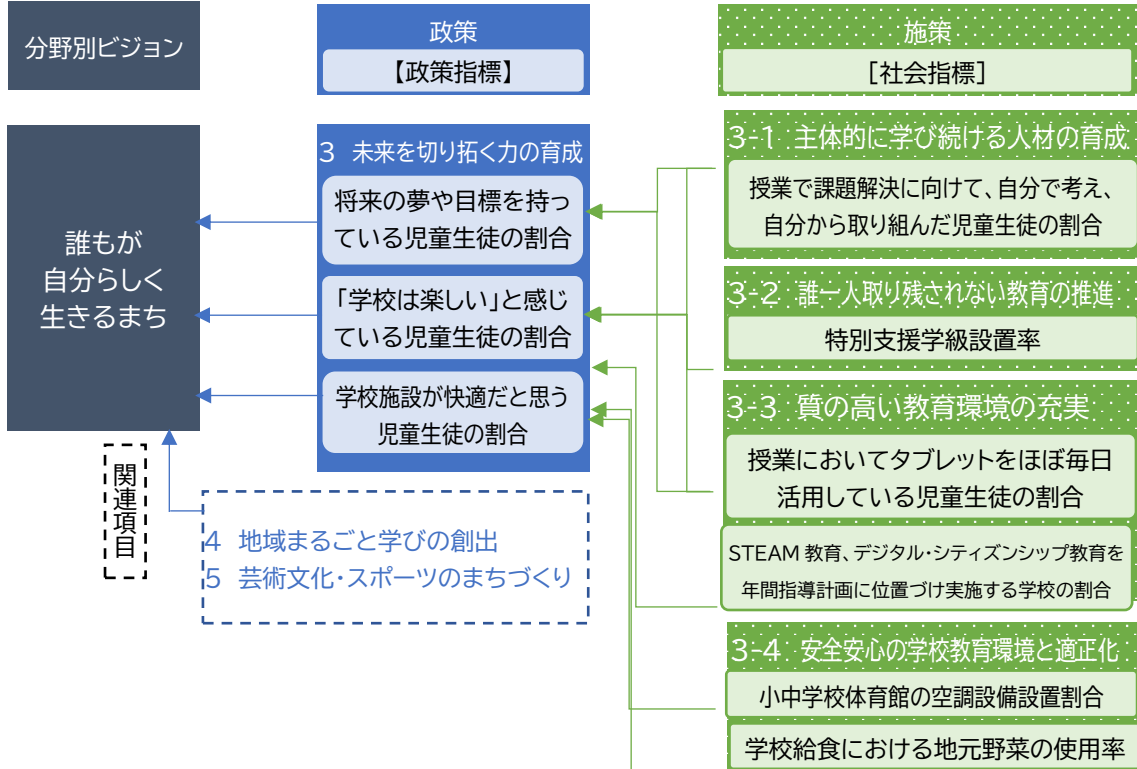 分野別ビジョン
政策
【政策指標】
施策
[社会指標]
誰もが
自分らしく
生きるまち
3 未来を切り拓く力の育成
将来の夢や目標を持っ
ている児童生徒の割合
「学校は楽しい」と感じ
ている児童生徒の割合
学校施設が快適だと思う
児童生徒の割合
関連項目
4 地域まるごと学びの創出
5 芸術文化・スポーツのまちづくり
3-1 主体的に学び続ける人材の育成
授業で課題解決に向けて、自分で考え、
自分から取り組んだ児童生徒の割合
3-2 誰一人取り残されない教育の推進
特別支援学級設置率
3-3 質の高い教育環境の充実
授業においてタブレットをほぼ毎日
活用している児童生徒の割合
STEAM 教育、デジタル・シティズンシップ教育を
年間指導計画に位置づけ実施する学校の割合
3-4 安全安心の学校教育環境と適正化
小中学校体育館の空調設備設置割合
学校給食における地元野菜の使用率